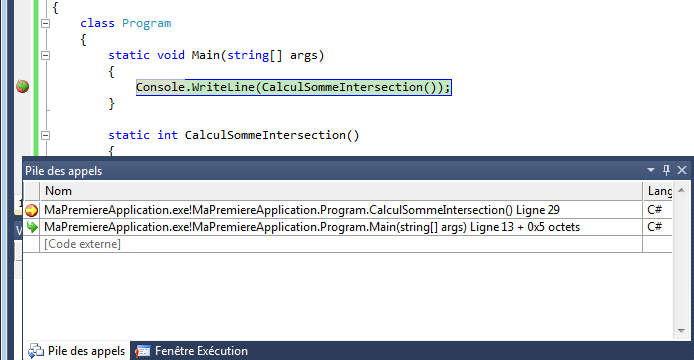 {
class Program
{
static void Main(string[] args)
{
Console.WriteLine(CalculSommeIntersection());
}
static int CalculSommeIntersection()
{
Pile des appels
Nom Lang
MaPremiereApplication.exe!MaPremiereApplication.Program.CalculSommeIntersection() Ligne 29 C#
MaPremiereApplication.exe!MaPremiereApplication.Program.Main(string[] args) Ligne 13 + 0x5 octets C#
[Code externe]
Pile des appels Fenêtre Exécution